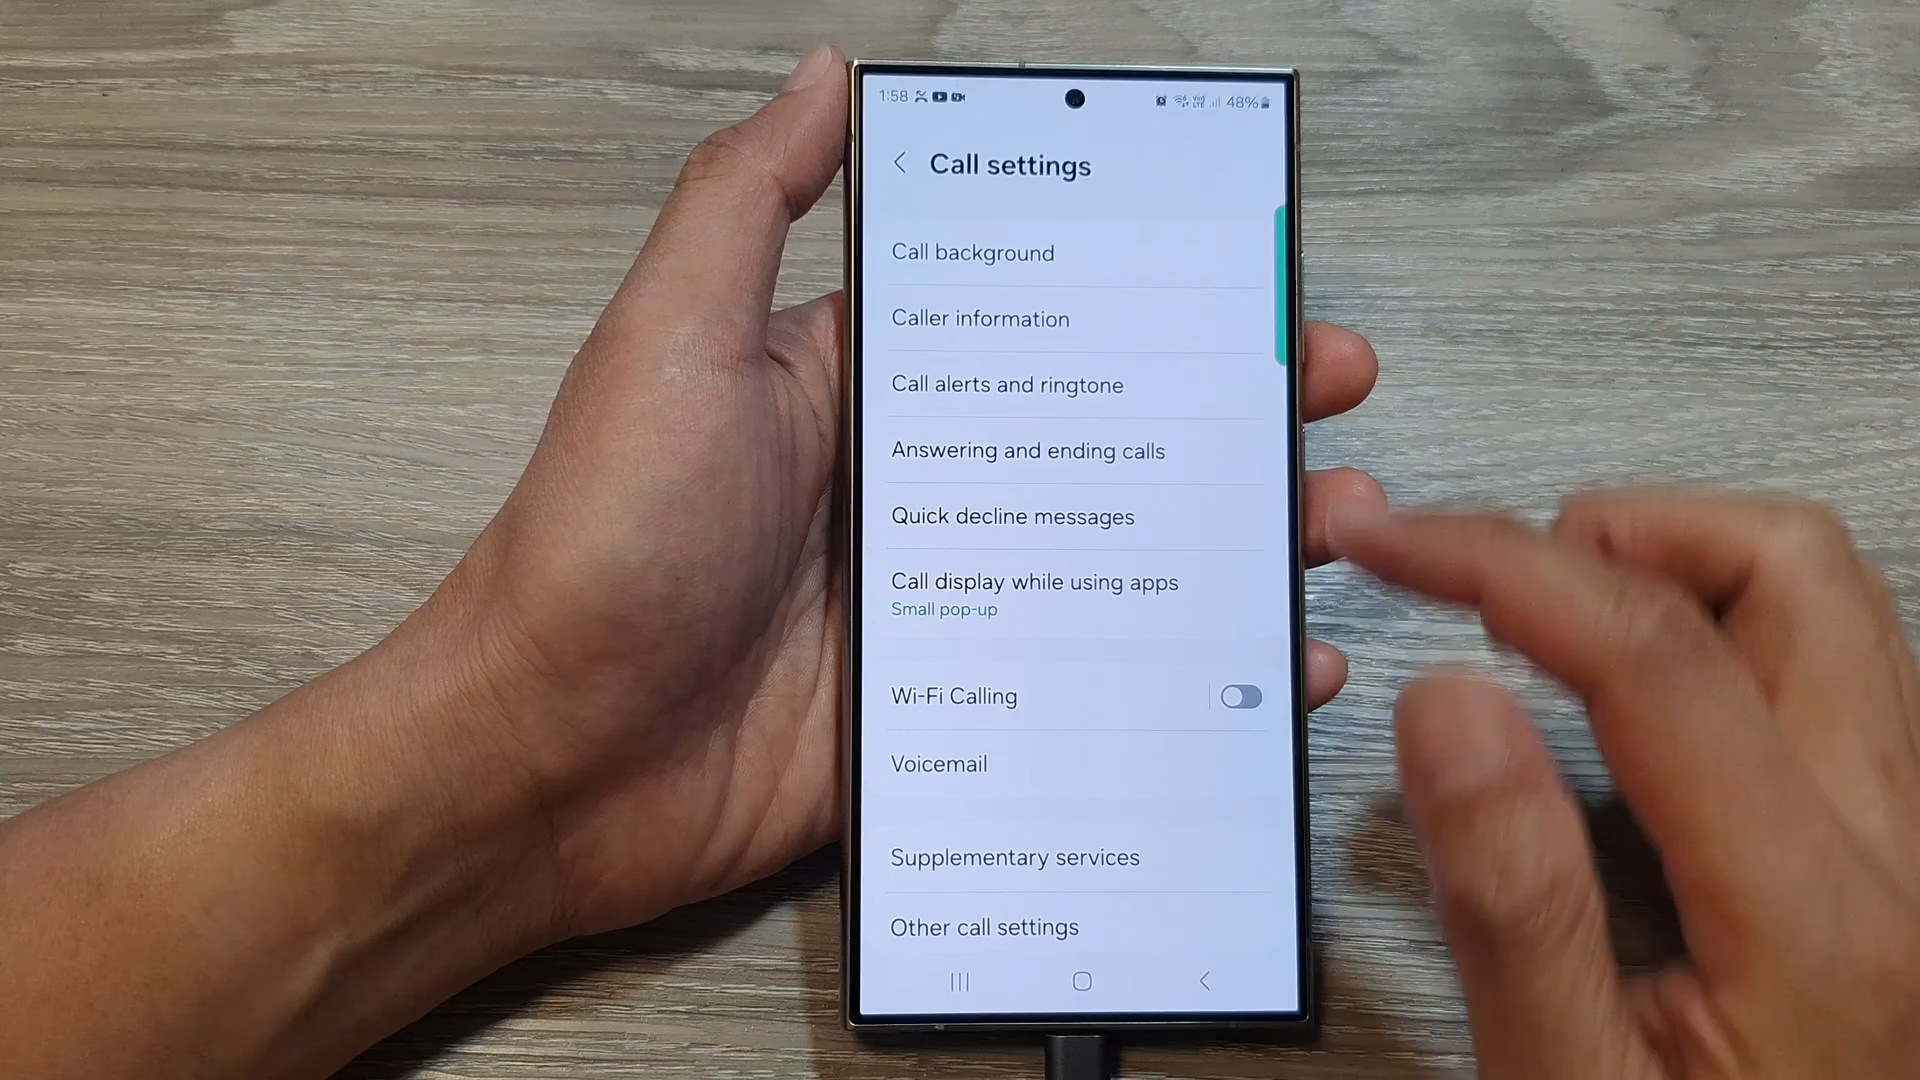 1:58
48%
Call settings
Call background
Caller information
Call alerts and ringtone
Answering and ending calls
Quick decline messages
Call display while using apps
Small pop-up
Wi-Fi Calling
Voicemail
Supplementary services
Other call settings